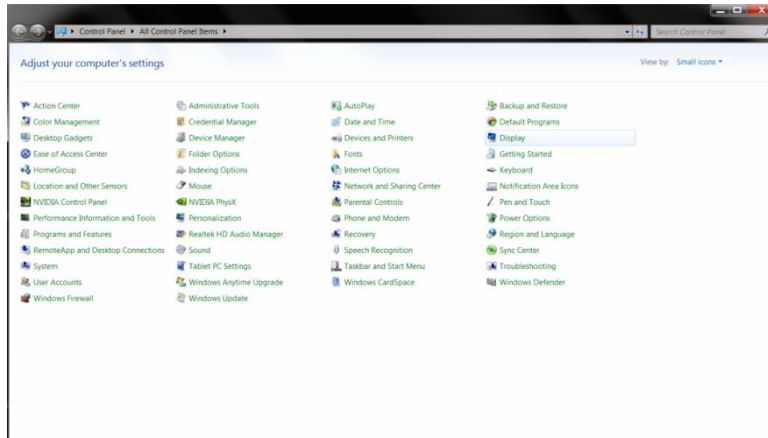 Control Panel ▸ All Control Panel Items ▸ Search Control Panel
Adjust your computer's settings View by: Small icons
Action Center Administrative Tools AutoPlay Backup and Restore
Color Management Credential Manager Date and Time Default Programs
Desktop Gadgets Device Manager Devices and Printers Display
Ease of Access Center Folder Options Fonts Getting Started
HomeGroup Indexing Options Internet Options Keyboard
Location and Other Sensors Mouse Network and Sharing Center Notification Area Icons
NVIDIA Control Panel NVIDIA PhysX Parental Controls Pen and Touch
Performance Information and Tools Personalization Phone and Modem Power Options
Programs and Features Realtek HD Audio Manager Recovery Region and Language
RemoteApp and Desktop Connections Sound Speech Recognition Sync Center
System Tablet PC Settings Taskbar and Start Menu Troubleshooting
User Accounts Windows Anytime Upgrade Windows CardSpace Windows Defender
Windows Firewall Windows Update